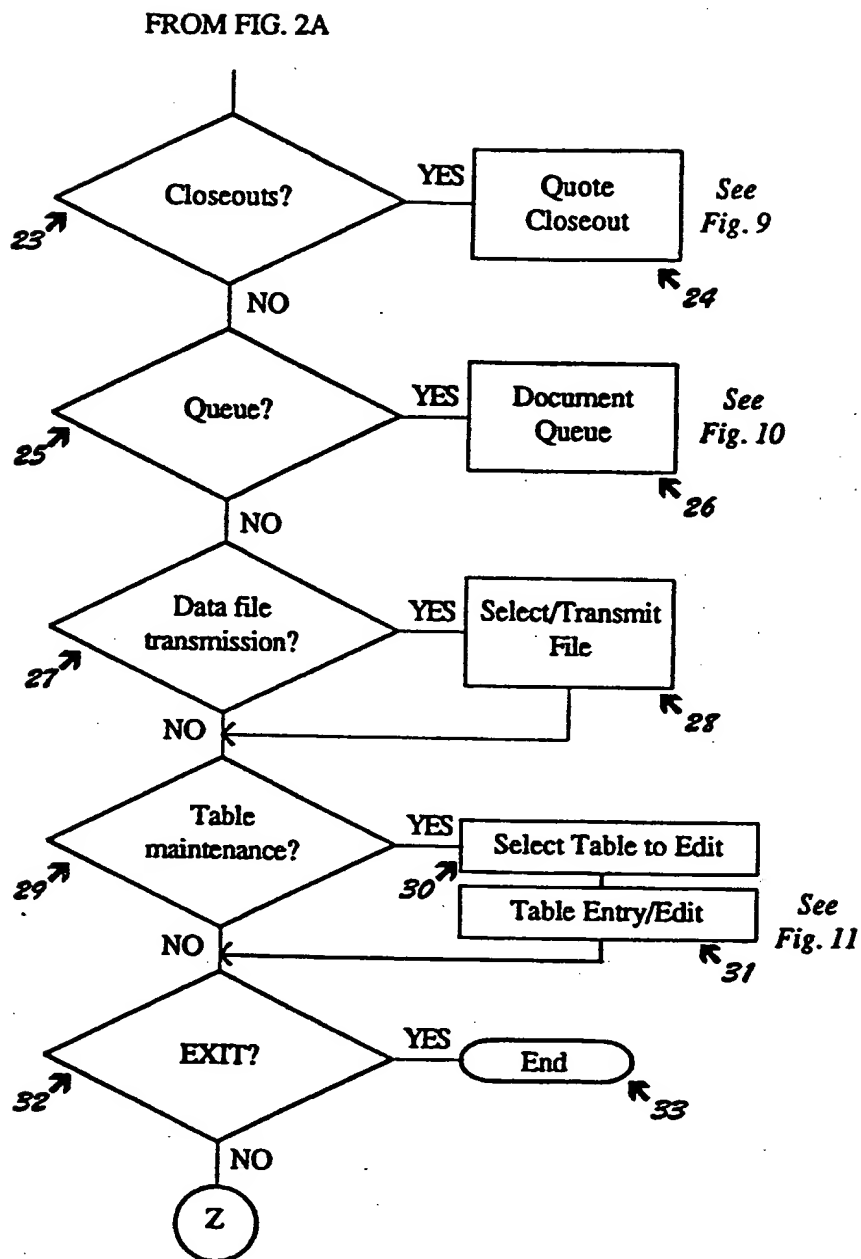 FROM FIG. 2A
Closeouts?
YES
Quote
Closeout
See
Fig. 9
23
24
NO
Queue?
YES
Document
Queue
See
Fig. 10
25
26
NO
Data file
transmission?
YES
Select/Transmit
File
27
28
NO
Table
maintenance?
YES
Select Table to Edit
29
30
Table Entry/Edit
See
Fig. 11
31
NO
EXIT?
YES
End
32
33
NO
Z